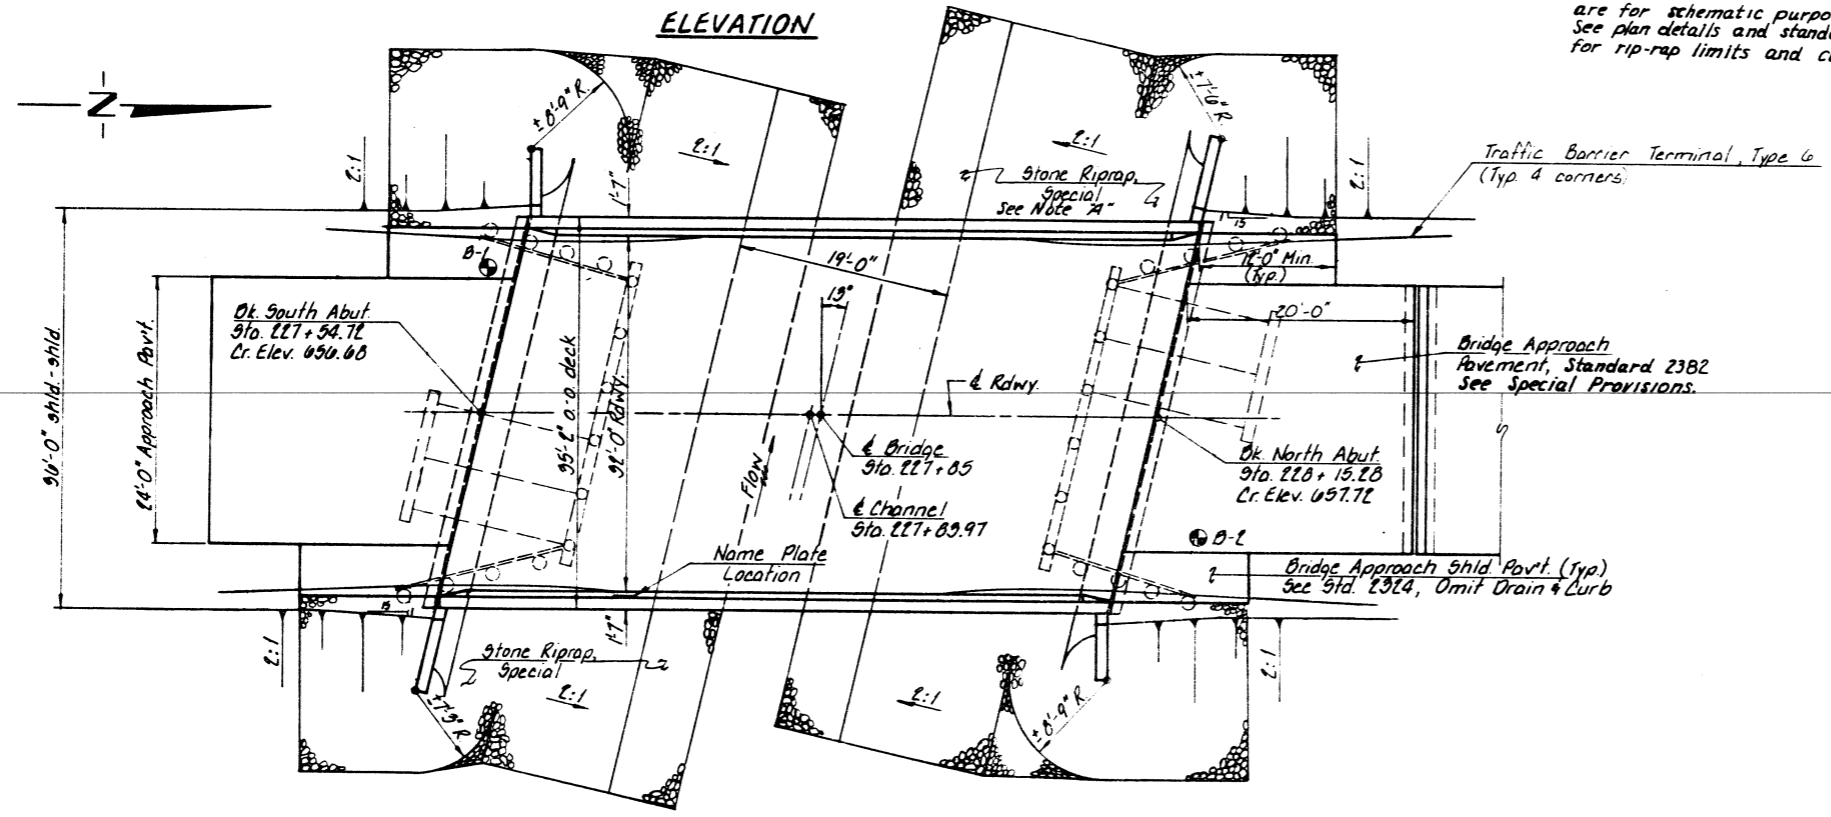 ELEVATION
are for schematic
See plan details and
for rip-rap limits and
N
± 8'-9" R.
± 7'-6" R.
2:1
2:1
2:1
2:1
Traffic Barrier Terminal, Type 6
(Typ. 4 corners)
Stone Riprap,
Special
See Note "A"
1'-7"
15
B-1
19'-0"
13°
12'-0" Min.
(Typ.)
20'-0"
Bk. South Abut.
Sta. 227+54.72
Cr. Elev. 656.68
36'-0" shld.-shld.
24'-0" Approach Pav't.
35'-2" o.-o. deck
32'-0" Rdwy.
℄ Rdwy.
Bridge Approach
Pavement, Standard 2382
See Special Provisions.
℄ Bridge
Sta. 227+85
Flow
℄ Channel
Sta. 227+83.97
Bk. North Abut.
Sta. 228+15.28
Cr. Elev. 657.72
B-2
Name Plate
Location
Bridge Approach Shld. Pav't. (Typ.)
See Std. 2324, Omit Drain & Curb
15
1'-7"
2:1
2:1
Stone Riprap,
Special
2:1
2:1
± 7'-3" R
± 8'-9" R.